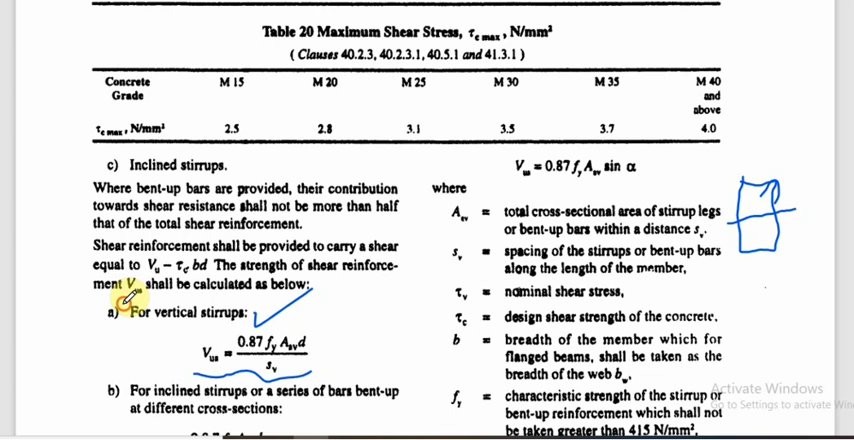 Table 20 Maximum Shear Stress, τc max , N/mm²
( Clauses 40.2.3, 40.2.3.1, 40.5.1 and 41.3.1 )
Concrete Grade M 15 M 20 M 25 M 30 M 35 M 40 and above
τc max , N/mm² 2.5 2.8 3.1 3.5 3.7 4.0
c) Inclined stirrups.
Where bent-up bars are provided, their contribution
towards shear resistance shall not be more than half
that of the total shear reinforcement.
Shear reinforcement shall be provided to carry a shear
equal to Vu − τc bd The strength of shear reinforce-
ment Vus shall be calculated as below:
a) For vertical stirrups:
Vus = 0.87 fy Asv d / sv
b) For inclined stirrups or a series of bars bent-up
at different cross-sections:
Vus = 0.87 fy Asv sin α
where
Asv = total cross-sectional area of stirrup legs
or bent-up bars within a distance sv.
sv = spacing of the stirrups or bent-up bars
along the length of the member,
τv = nominal shear stress,
τc = design shear strength of the concrete,
b = breadth of the member which for
flanged beams, shall be taken as the
breadth of the web bw,
fy = characteristic strength of the stirrup or
bent-up reinforcement which shall not
be taken greater than 415 N/mm²,
Activate Windows
Go to Settings to activate Win